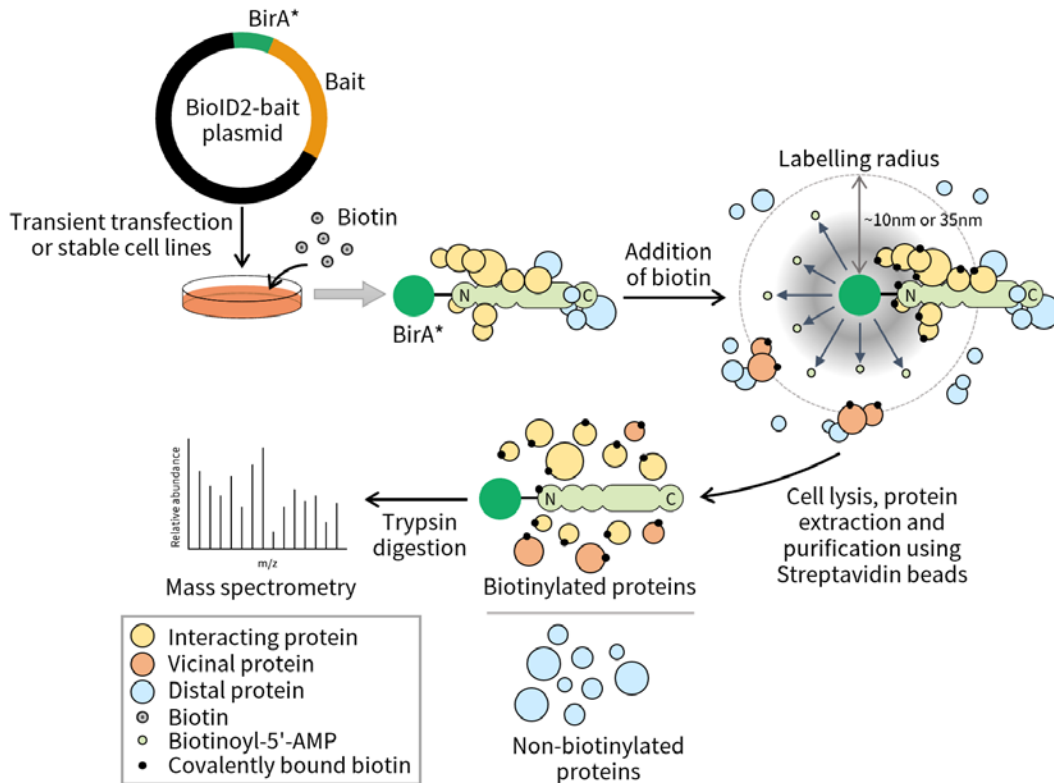 BirA*
Bait
BioID2-bait
plasmid
Transient transfection
or stable cell lines
Biotin
BirA*
N
C
Addition
of biotin
Labelling radius
~10nm or 35nm
N
C
Cell lysis, protein
extraction and
purification using
Streptavidin beads
N
C
Biotinylated proteins
Non-biotinylated
proteins
Trypsin
digestion
Relative abundance
m/z
Mass spectrometry
Interacting protein
Vicinal protein
Distal protein
Biotin
Biotinoyl-5'-AMP
Covalently bound biotin